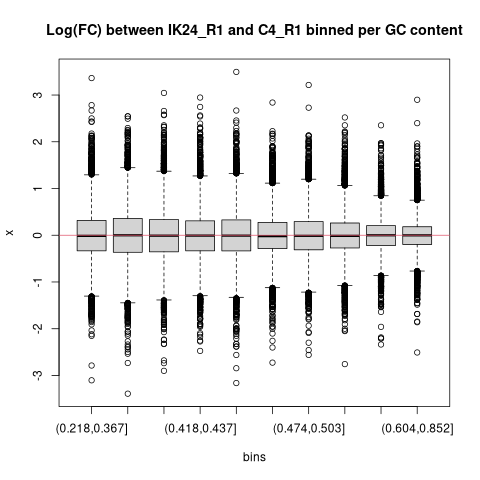 Log(FC) between IK24_R1 and C4_R1 binned per GC content
x
3
2
1
0
-1
-2
-3
(0.218,0.367] (0.418,0.437] (0.474,0.503] (0.604,0.852]
bins